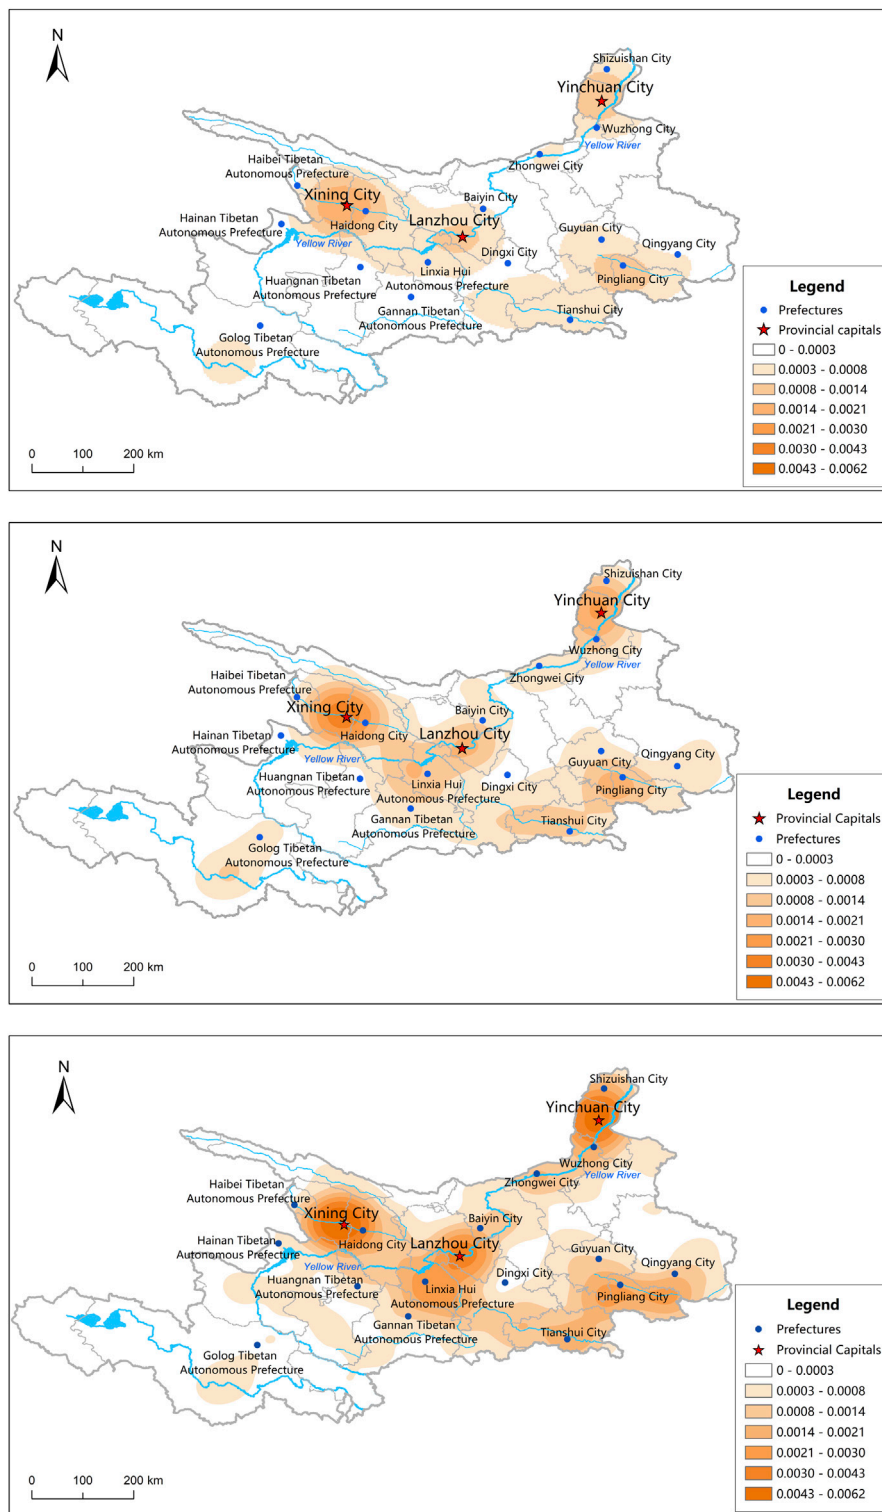 N
Shizuishan City
Yinchuan City
Wuzhong City
Yellow River
Zhongwei City
Haibei Tibetan
Autonomous Prefecture
Xining City
Baiyin City
Hainan Tibetan
Autonomous Prefecture
Haidong City
Lanzhou City
Guyuan City
Qingyang City
Yellow River
Dingxi City
Linxia Hui
Autonomous Prefecture
Huangnan Tibetan
Autonomous Prefecture
Pingliang City
Gannan Tibetan
Autonomous Prefecture
Tianshui City
Golog Tibetan
Autonomous Prefecture
Legend
Prefectures
Provincial capitals
0 - 0.0003
0.0003 - 0.0008
0.0008 - 0.0014
0.0014 - 0.0021
0.0021 - 0.0030
0.0030 - 0.0043
0.0043 - 0.0062
0 100 200 km
N
Shizuishan City
Yinchuan City
Wuzhong City
Yellow River
Zhongwei City
Haibei Tibetan
Autonomous Prefecture
Xining City
Baiyin City
Hainan Tibetan
Autonomous Prefecture
Haidong City
Lanzhou City
Guyuan City
Qingyang City
Yellow River
Dingxi City
Linxia Hui
Autonomous Prefecture
Huangnan Tibetan
Autonomous Prefecture
Pingliang City
Gannan Tibetan
Autonomous Prefecture
Tianshui City
Golog Tibetan
Autonomous Prefecture
Legend
Provincial Capitals
Prefectures
0 - 0.0003
0.0003 - 0.0008
0.0008 - 0.0014
0.0014 - 0.0021
0.0021 - 0.0030
0.0030 - 0.0043
0.0043 - 0.0062
0 100 200 km
N
Shizuishan City
Yinchuan City
Wuzhong City
Yellow River
Zhongwei City
Haibei Tibetan
Autonomous Prefecture
Xining City
Baiyin City
Hainan Tibetan
Autonomous Prefecture
Haidong City
Lanzhou City
Guyuan City
Qingyang City
Yellow River
Dingxi City
Huangnan Tibetan
Autonomous Prefecture
Linxia Hui
Autonomous Prefecture
Pingliang City
Gannan Tibetan
Autonomous Prefecture
Tianshui City
Golog Tibetan
Autonomous Prefecture
Legend
Prefectures
Provincial Capitals
0 - 0.0003
0.0003 - 0.0008
0.0008 - 0.0014
0.0014 - 0.0021
0.0021 - 0.0030
0.0030 - 0.0043
0.0043 - 0.0062
0 100 200 km